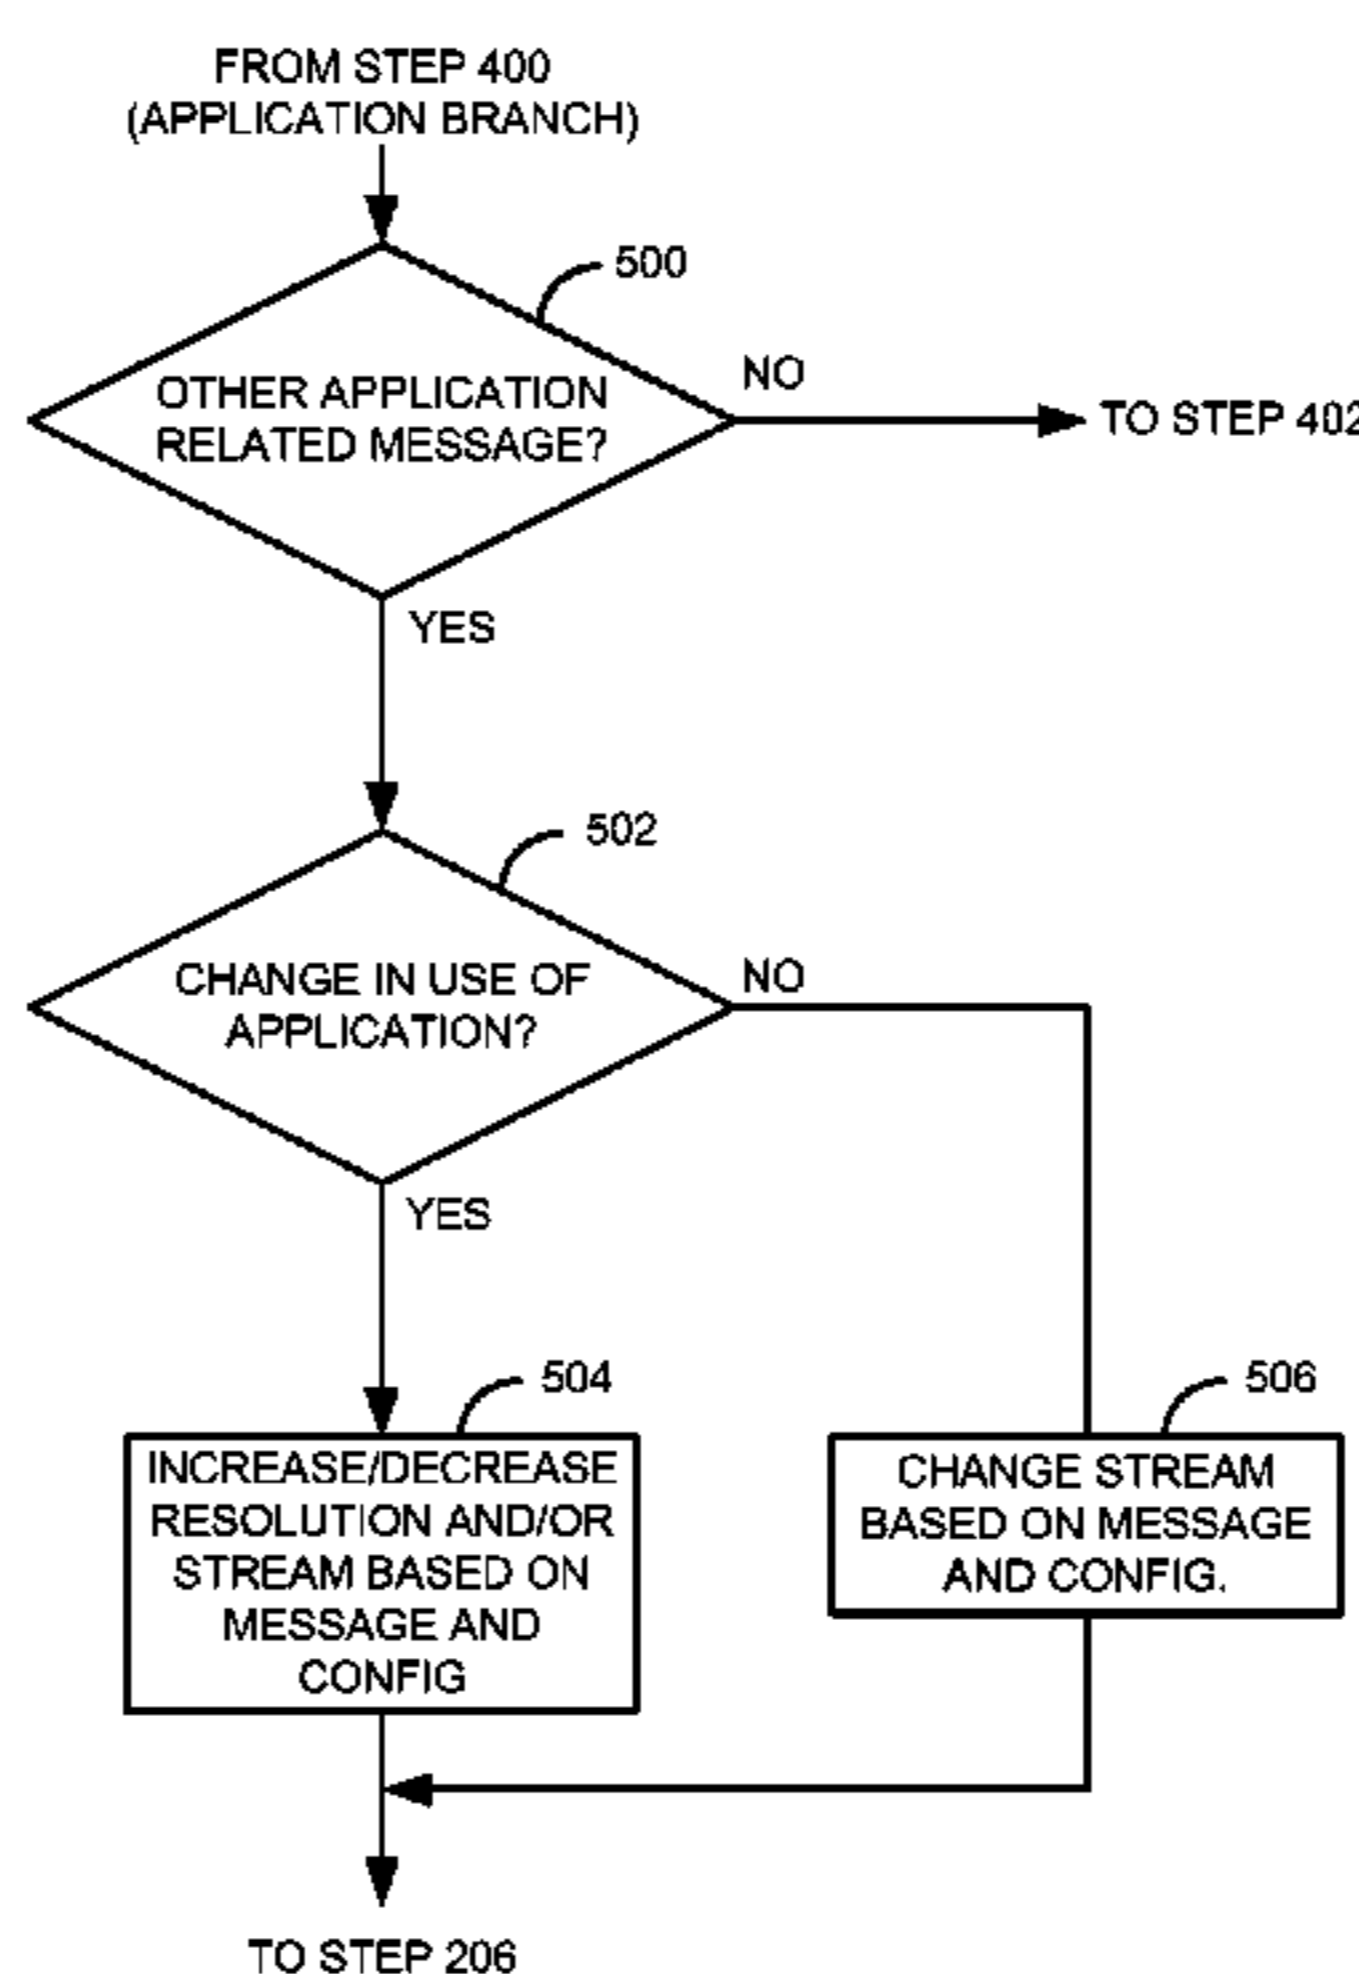 FROM STEP 400
(APPLICATION BRANCH)
500
OTHER APPLICATION
RELATED MESSAGE?
NO
TO STEP 402
YES
502
CHANGE IN USE OF
APPLICATION?
NO
YES
504
INCREASE/DECREASE
RESOLUTION AND/OR
STREAM BASED ON
MESSAGE AND
CONFIG
506
CHANGE STREAM
BASED ON MESSAGE
AND CONFIG.
TO STEP 206